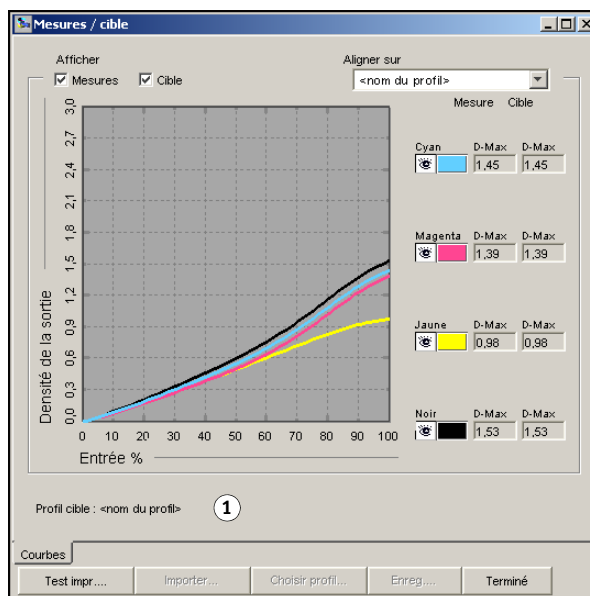 Mesures / cible
Afficher
Mesures Cible
Aligner sur
<nom du profil>
Mesure Cible
3,0
2,7
2,4
2,1
1,8
1,5
1,2
0,9
0,6
0,3
0,0
Densité de la sortie
0 10 20 30 40 50 60 70 80 90 100
Entrée %
Cyan D-Max D-Max
1,45 1,45
Magenta D-Max D-Max
1,39 1,39
Jaune D-Max D-Max
0,98 0,98
Noir D-Max D-Max
1,53 1,53
Profil cible : <nom du profil>
1
Courbes
Test impr.... Importer... Choisir profil... Enreg.... Terminé